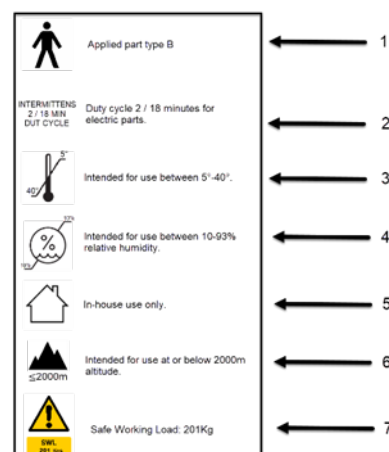 Applied part type B
1
INTERMITTENS
2 / 18 MIN
DUT CYCLE
Duty cycle 2 / 18 minutes for
electric parts.
2
5°
40°
Intended for use between 5°-40°.
3
93%
%
10%
Intended for use between 10-93%
relative humidity.
4
In-house use only.
5
≤2000m
Intended for use at or below 2000m
altitude.
6
SWL
Safe Working Load: 201Kg
7